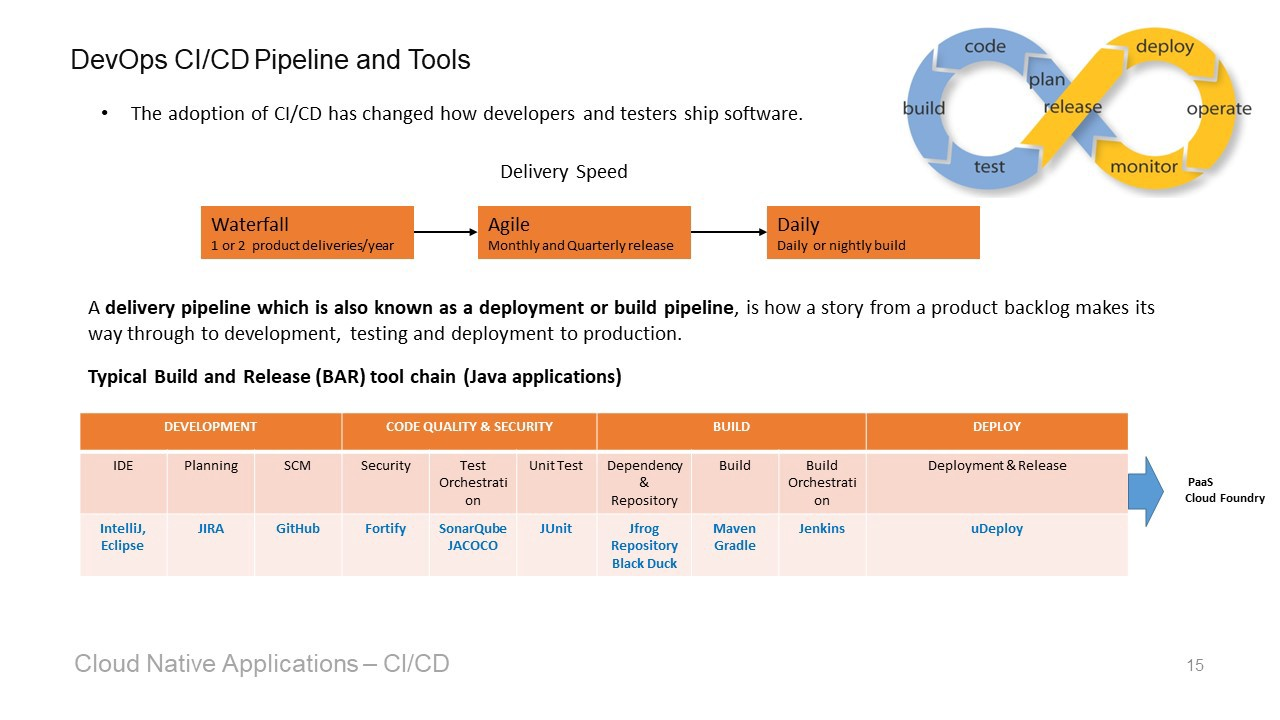 DevOps CI/CD Pipeline and Tools
• The adoption of CI/CD has changed how developers and testers ship software.
code
plan
build
release
test
deploy
operate
monitor
Delivery Speed
Waterfall
1 or 2 product deliveries/year
Agile
Monthly and Quarterly release
Daily
Daily or nightly build
A delivery pipeline which is also known as a deployment or build pipeline, is how a story from a product backlog makes its
way through to development, testing and deployment to production.
Typical Build and Release (BAR) tool chain (Java applications)
DEVELOPMENT
CODE QUALITY & SECURITY
BUILD
DEPLOY
IDE
Planning
SCM
Security
Test
Orchestrati
on
Unit Test
Dependency
&
Repository
Build
Build
Orchestrati
on
Deployment & Release
IntelliJ,
Eclipse
JIRA
GitHub
Fortify
SonarQube
JACOCO
JUnit
Jfrog
Repository
Black Duck
Maven
Gradle
Jenkins
uDeploy
PaaS
Cloud Foundry
Cloud Native Applications – CI/CD
15